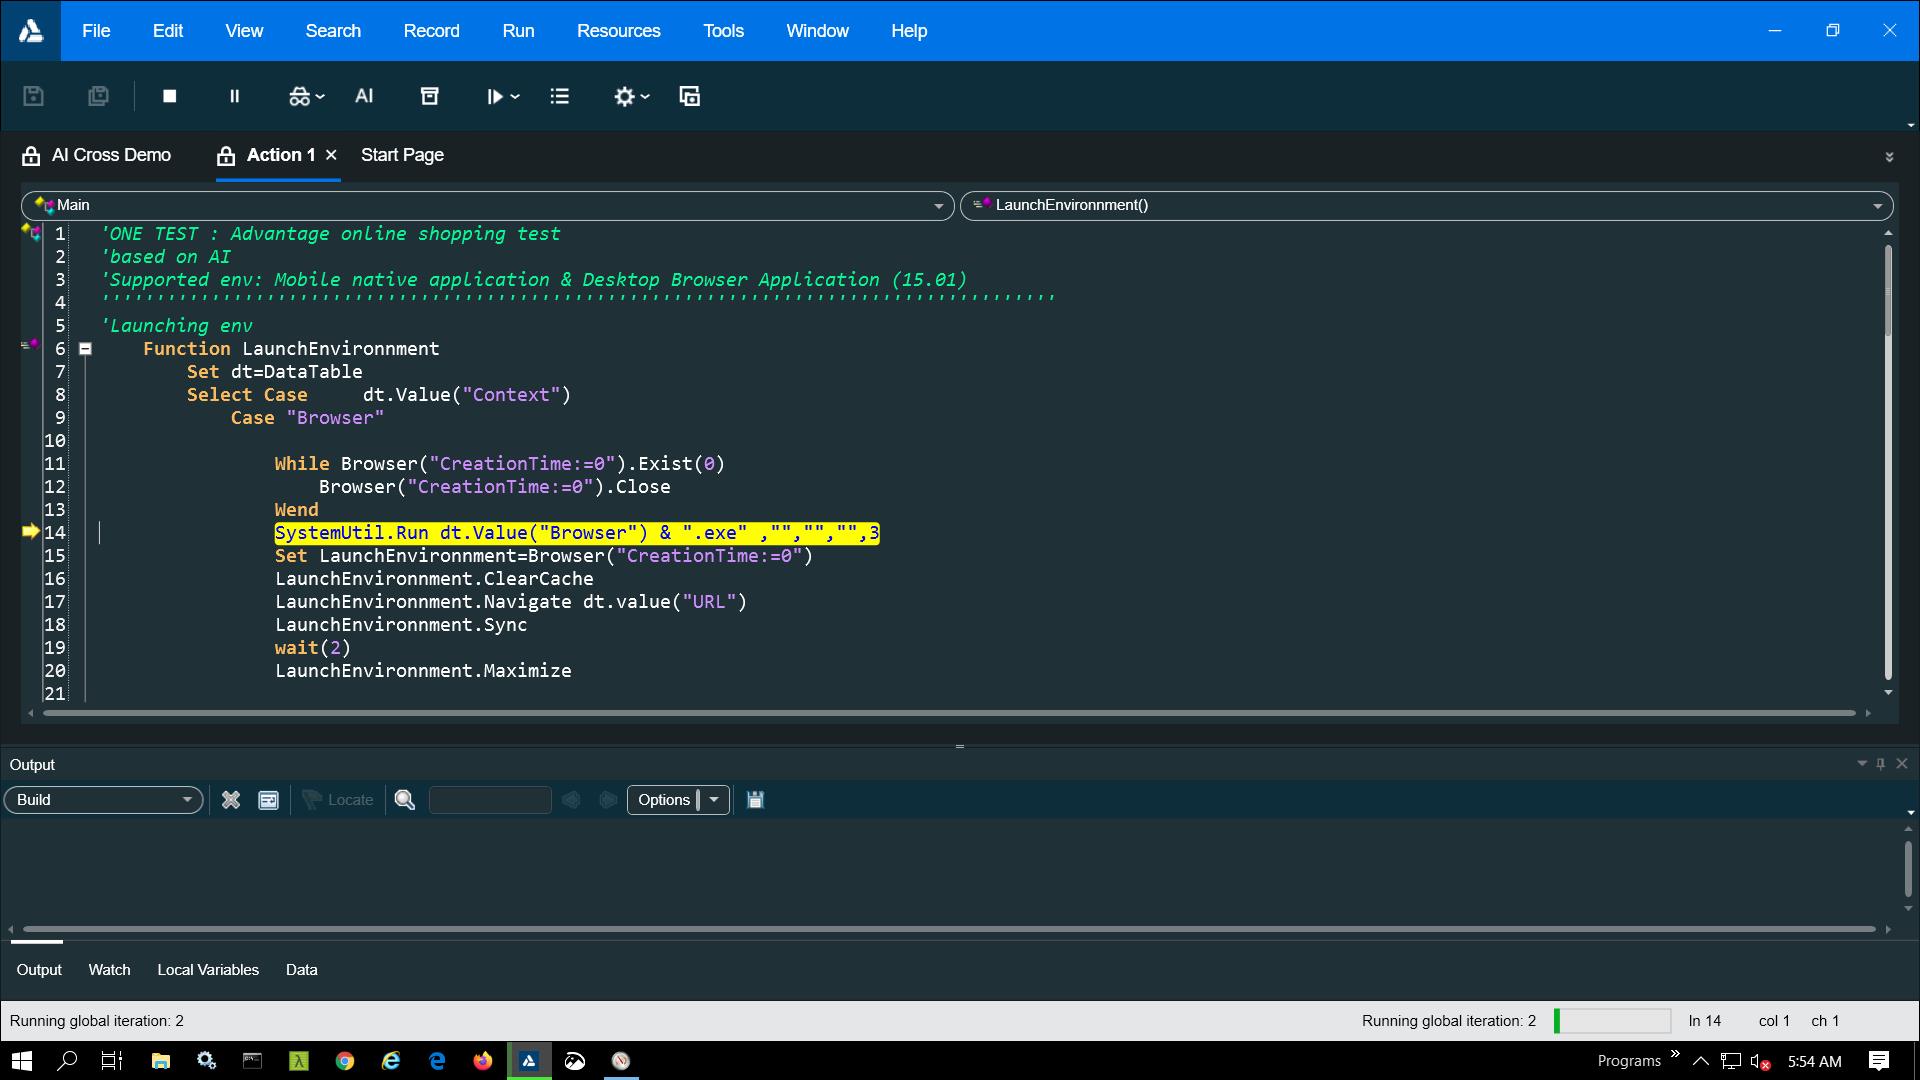 File Edit View Search Record Run Resources Tools Window Help
AI
AI Cross Demo Action 1 Start Page
Main LaunchEnvironnment()
1 'ONE TEST : Advantage online shopping test
2 'based on AI
3 'Supported env: Mobile native application & Desktop Browser Application (15.01)
4 '''''''''''''''''''''''''''''''''''''''''''''''''''''''''''''''''''''''''''''''''''''''
5 'Launching env
6 Function LaunchEnvironnment
7 Set dt=DataTable
8 Select Case dt.Value("Context")
9 Case "Browser"
10
11 While Browser("CreationTime:=0").Exist(0)
12 Browser("CreationTime:=0").Close
13 Wend
14 SystemUtil.Run dt.Value("Browser") & ".exe" ,"","","",3
15 Set LaunchEnvironnment=Browser("CreationTime:=0")
16 LaunchEnvironnment.ClearCache
17 LaunchEnvironnment.Navigate dt.value("URL")
18 LaunchEnvironnment.Sync
19 wait(2)
20 LaunchEnvironnment.Maximize
21
Output
Build Locate Options
Output Watch Local Variables Data
Running global iteration: 2 Running global iteration: 2 ln 14 col 1 ch 1
Programs » 5:54 AM